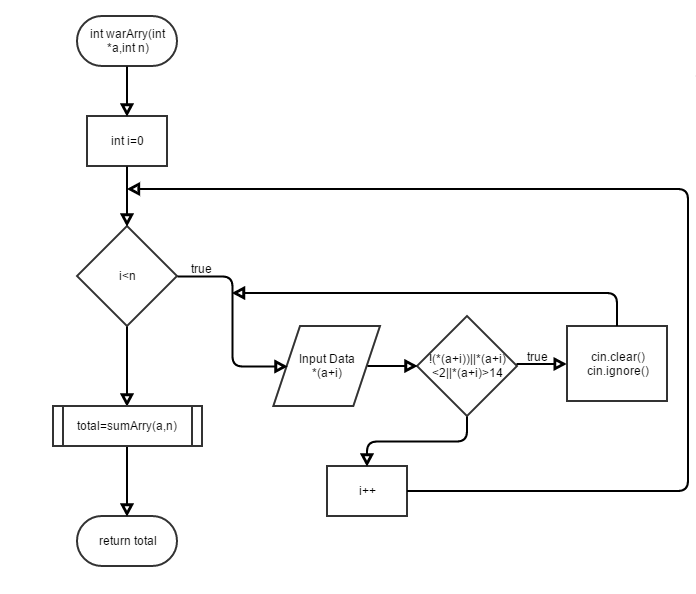 int warArry(int
*a,int n)
int i=0
i<n
true
Input Data
*(a+i)
!(*(a+i))||*(a+i)
<2||*(a+i)>14
true
cin.clear()
cin.ignore()
total=sumArry(a,n)
i++
return total